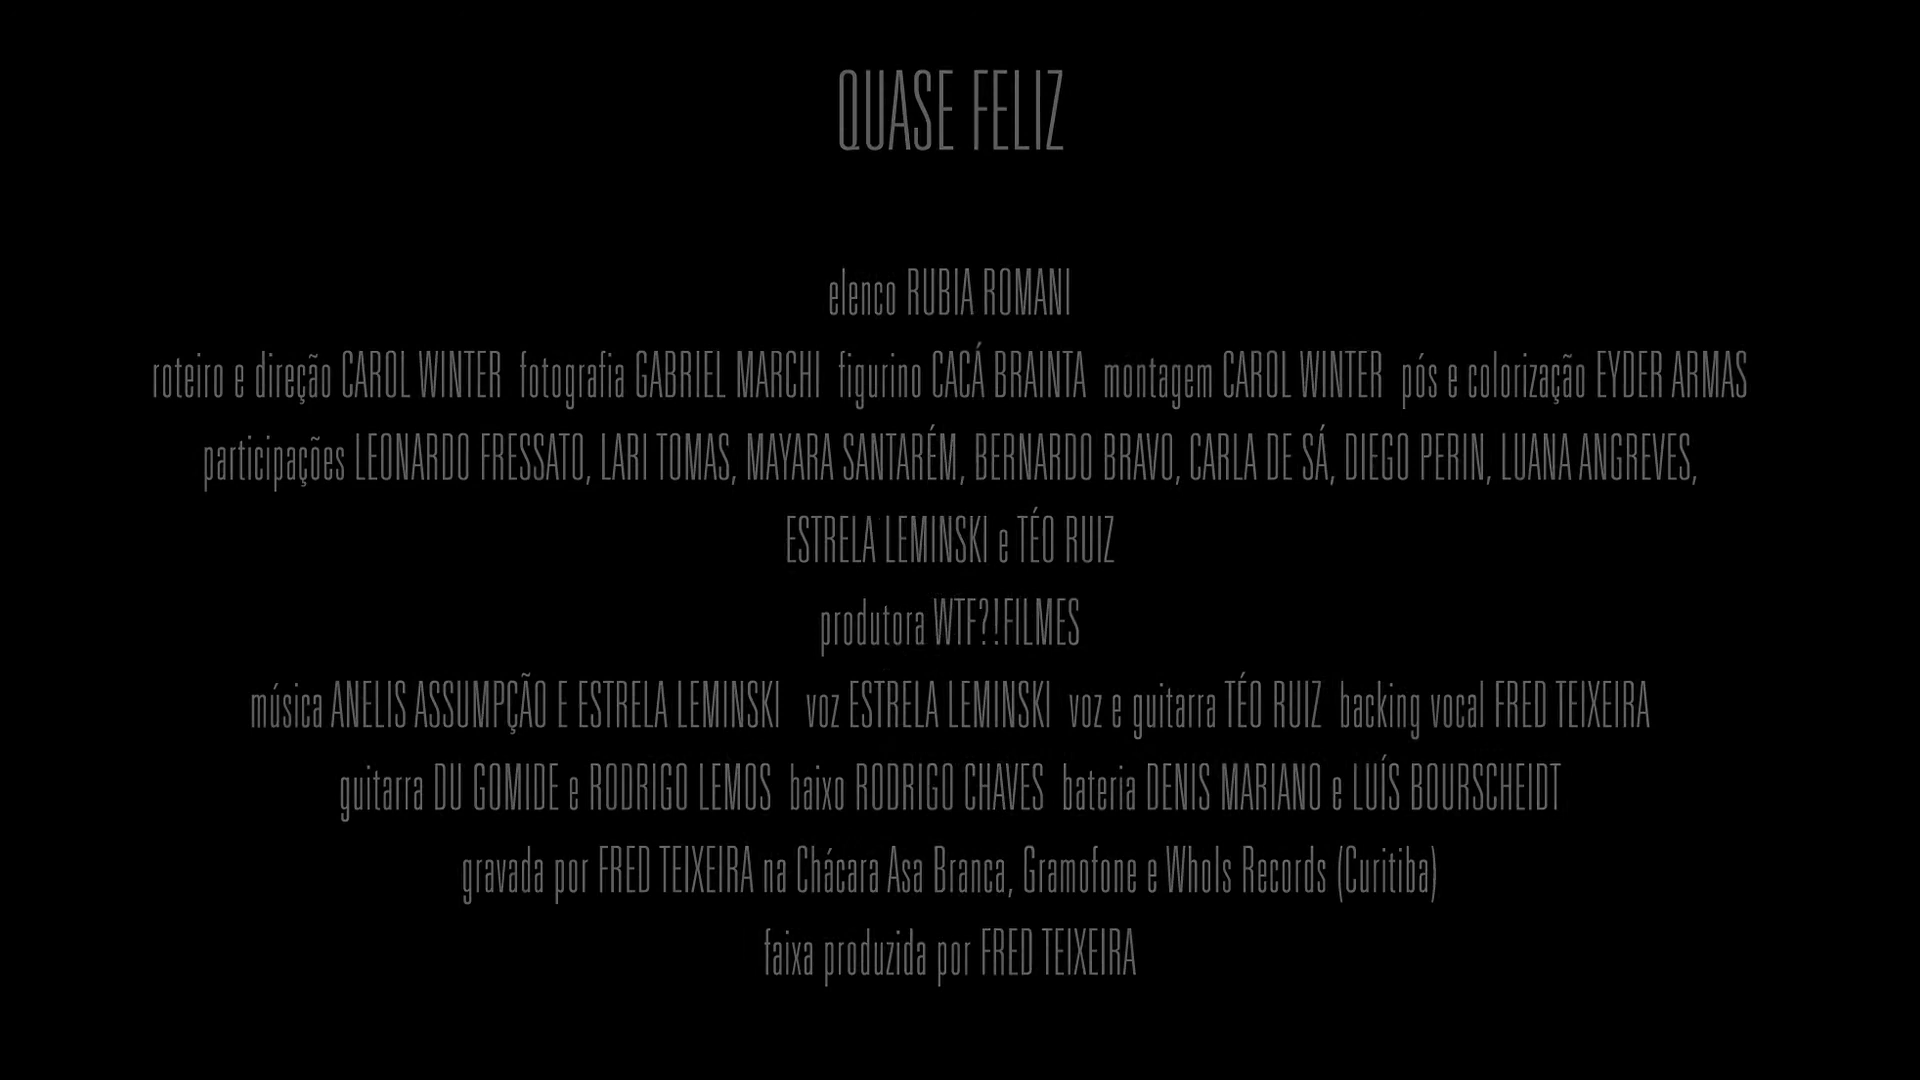 QUASE FELIZ
elenco RUBIA ROMANI
roteiro e direção CAROL WINTER fotografia GABRIEL MARCHI figurino CACÁ BRAINTA montagem CAROL WINTER pós e colorização EYDER ARMAS
participações LEONARDO FRESSATO, LARI TOMAS, MAYARA SANTARÉM, BERNARDO BRAVO, CARLA DE SÁ, DIEGO PERIN, LUANA ANGREVES,
ESTRELA LEMINSKI e TÉO RUIZ
produtora WTF?!FILMES
música ANELIS ASSUMPÇÃO E ESTRELA LEMINSKI voz ESTRELA LEMINSKI voz e guitarra TÉO RUIZ backing vocal FRED TEIXEIRA
guitarra DU GOMIDE e RODRIGO LEMOS baixo RODRIGO CHAVES bateria DENIS MARIANO e LUÍS BOURSCHEIDT
gravada por FRED TEIXEIRA na Chácara Asa Branca, Gramofone e WhoIs Records (Curitiba)
faixa produzida por FRED TEIXEIRA